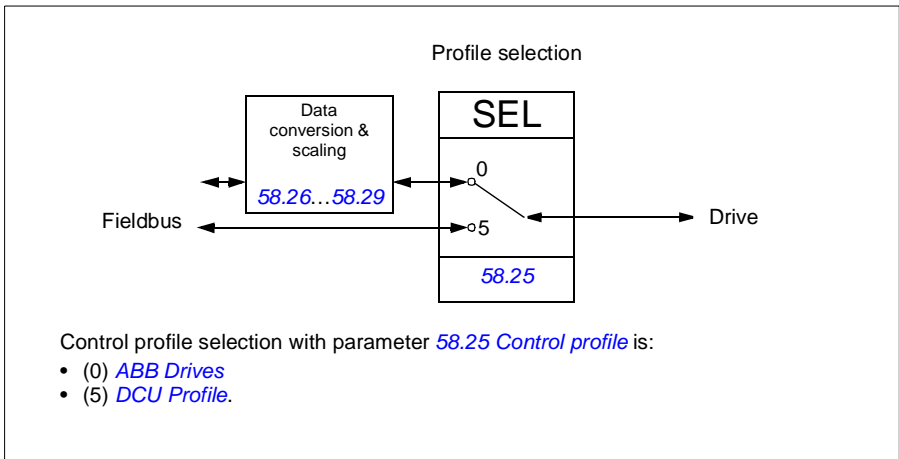 Profile selection
Data
conversion &
scaling
58.26...58.29
SEL
0
5
58.25
Fieldbus
Drive
Control profile selection with parameter 58.25 Control profile is:
• (0) ABB Drives
• (5) DCU Profile.